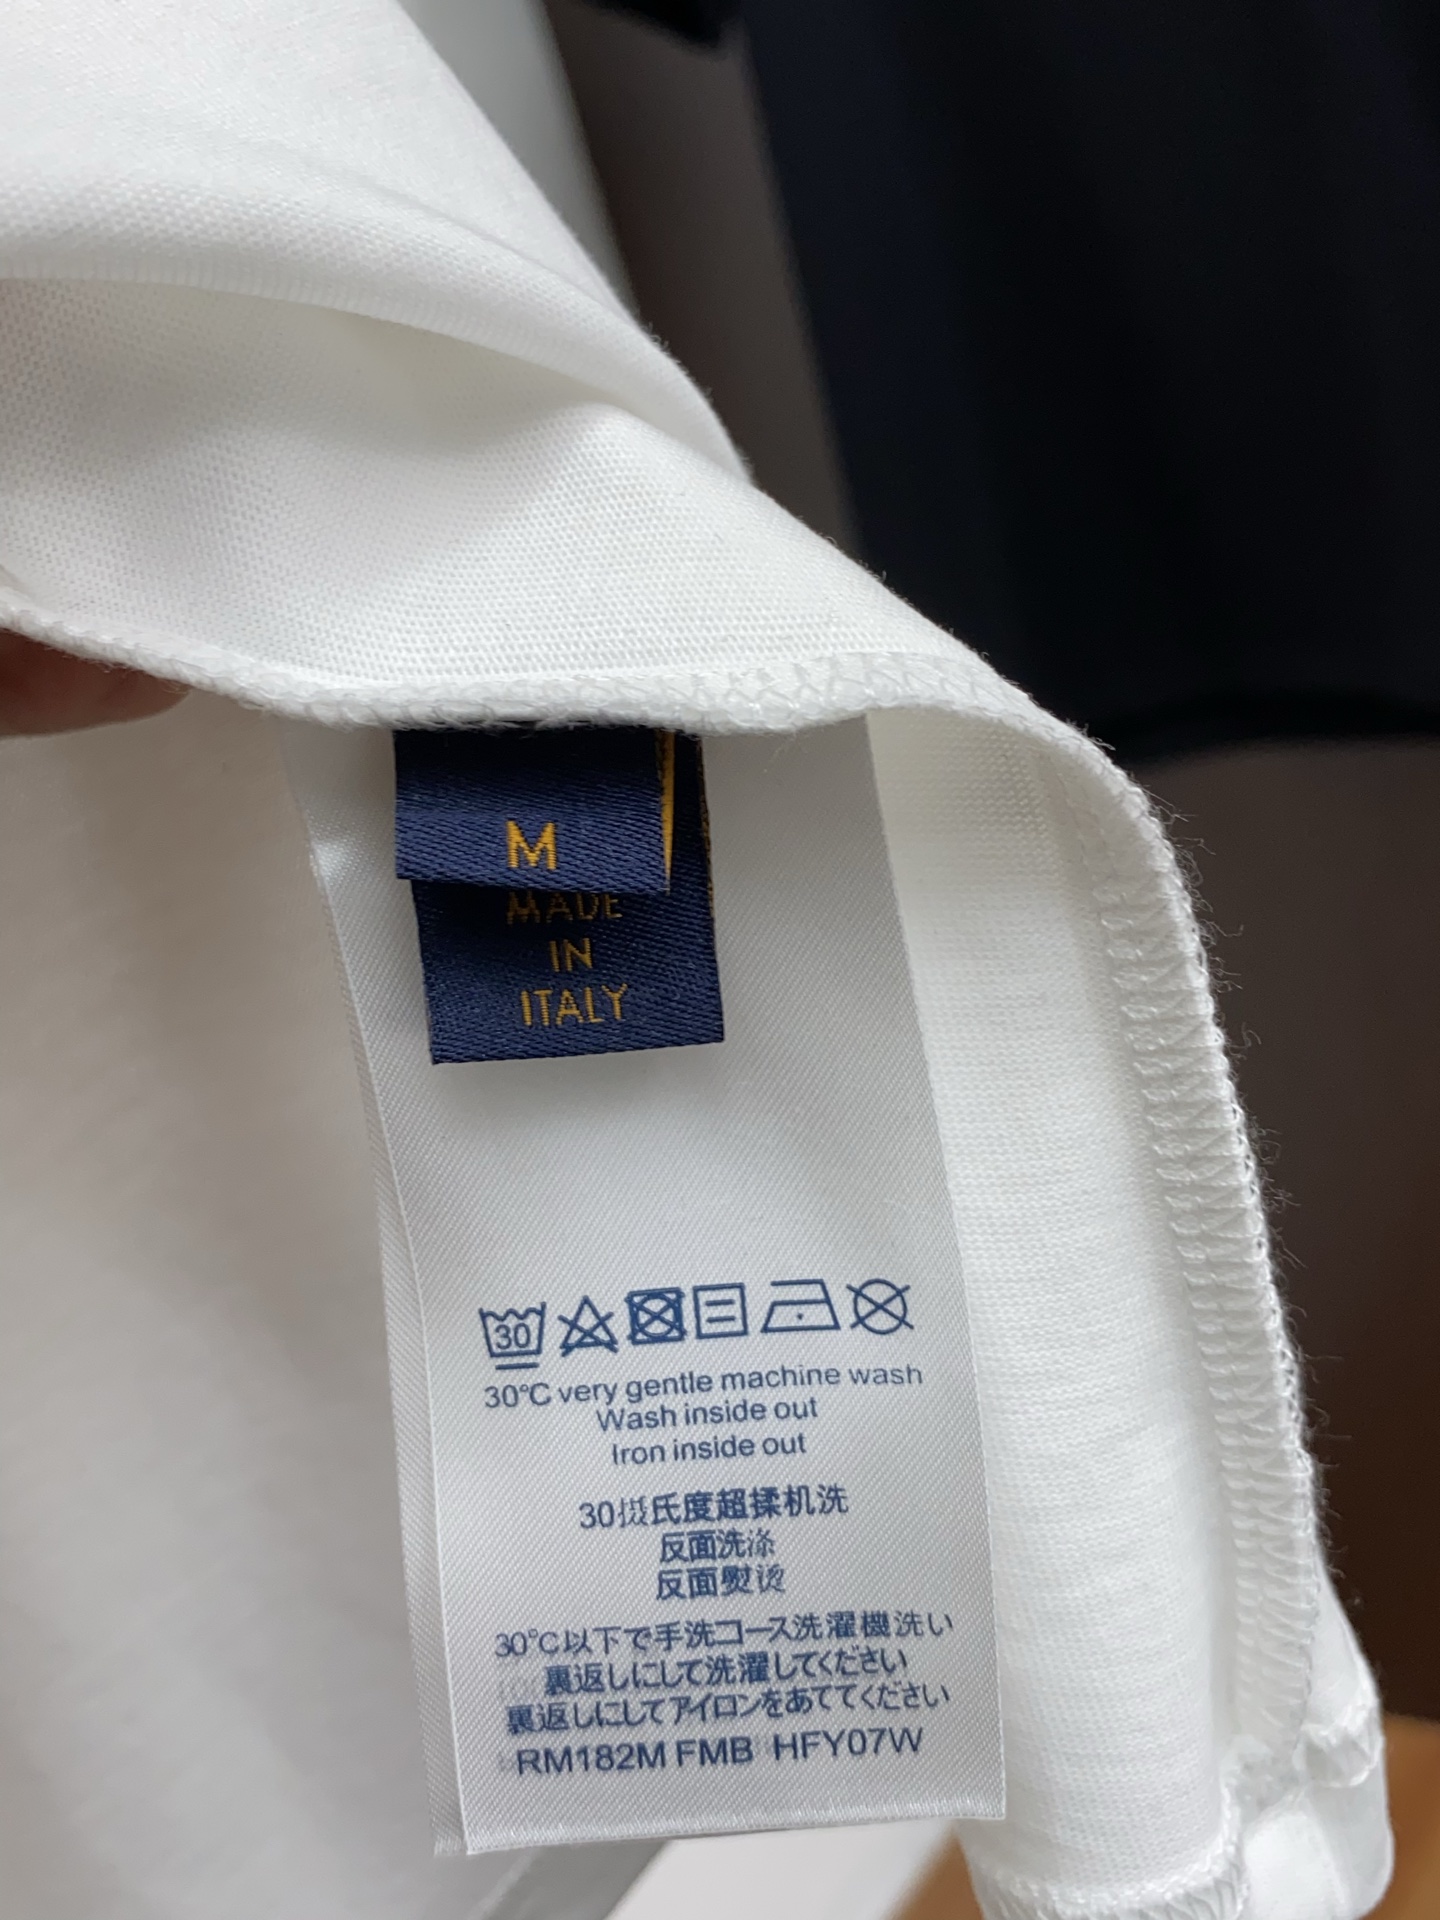 M
MADE
IN
ITALY
30
30°C very gentle machine wash
Wash inside out
Iron inside out
30摄氏度超揉机洗
反面洗涤
反面熨烫
30°C以下で手洗コース洗濯機洗い
裏返しにして洗濯してください
裏返しにしてアイロンをあててください
RM182M FMB HFY07W